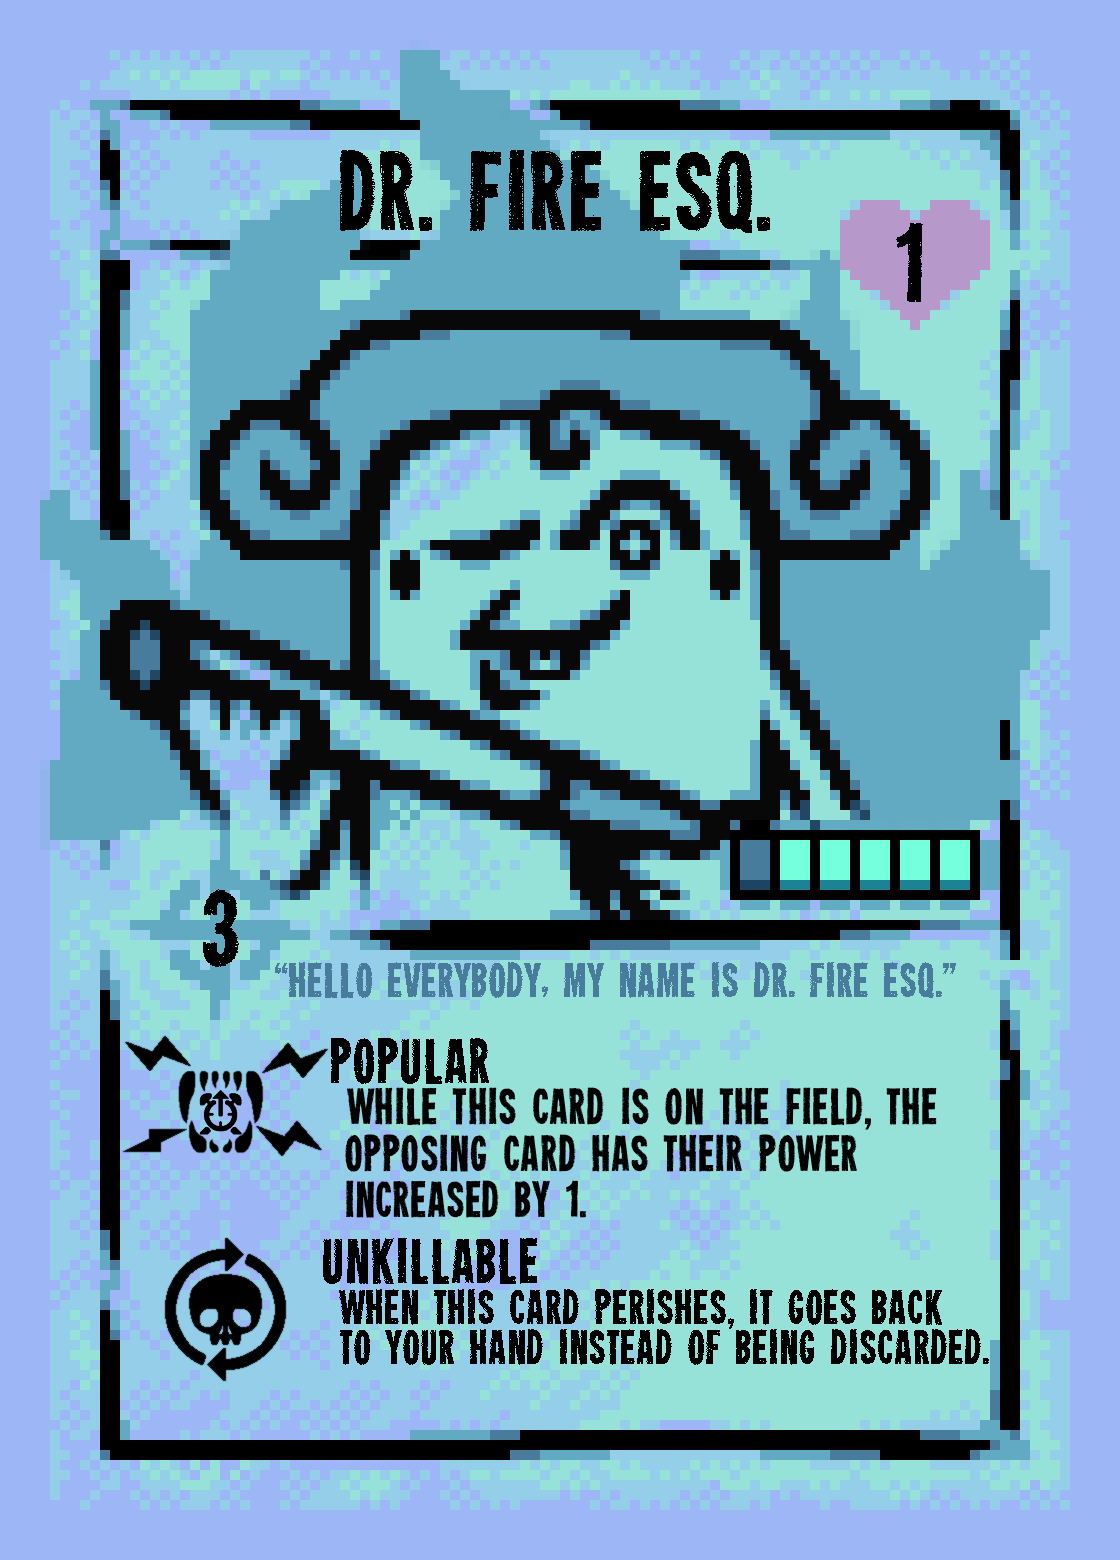 DR. FIRE ESQ.
1
3
“HELLO EVERYBODY, MY NAME IS DR. FIRE ESQ.”
POPULAR
WHILE THIS CARD IS ON THE FIELD, THE
OPPOSING CARD HAS THEIR POWER
INCREASED BY 1.
UNKILLABLE
WHEN THIS CARD PERISHES, IT GOES BACK
TO YOUR HAND INSTEAD OF BEING DISCARDED.